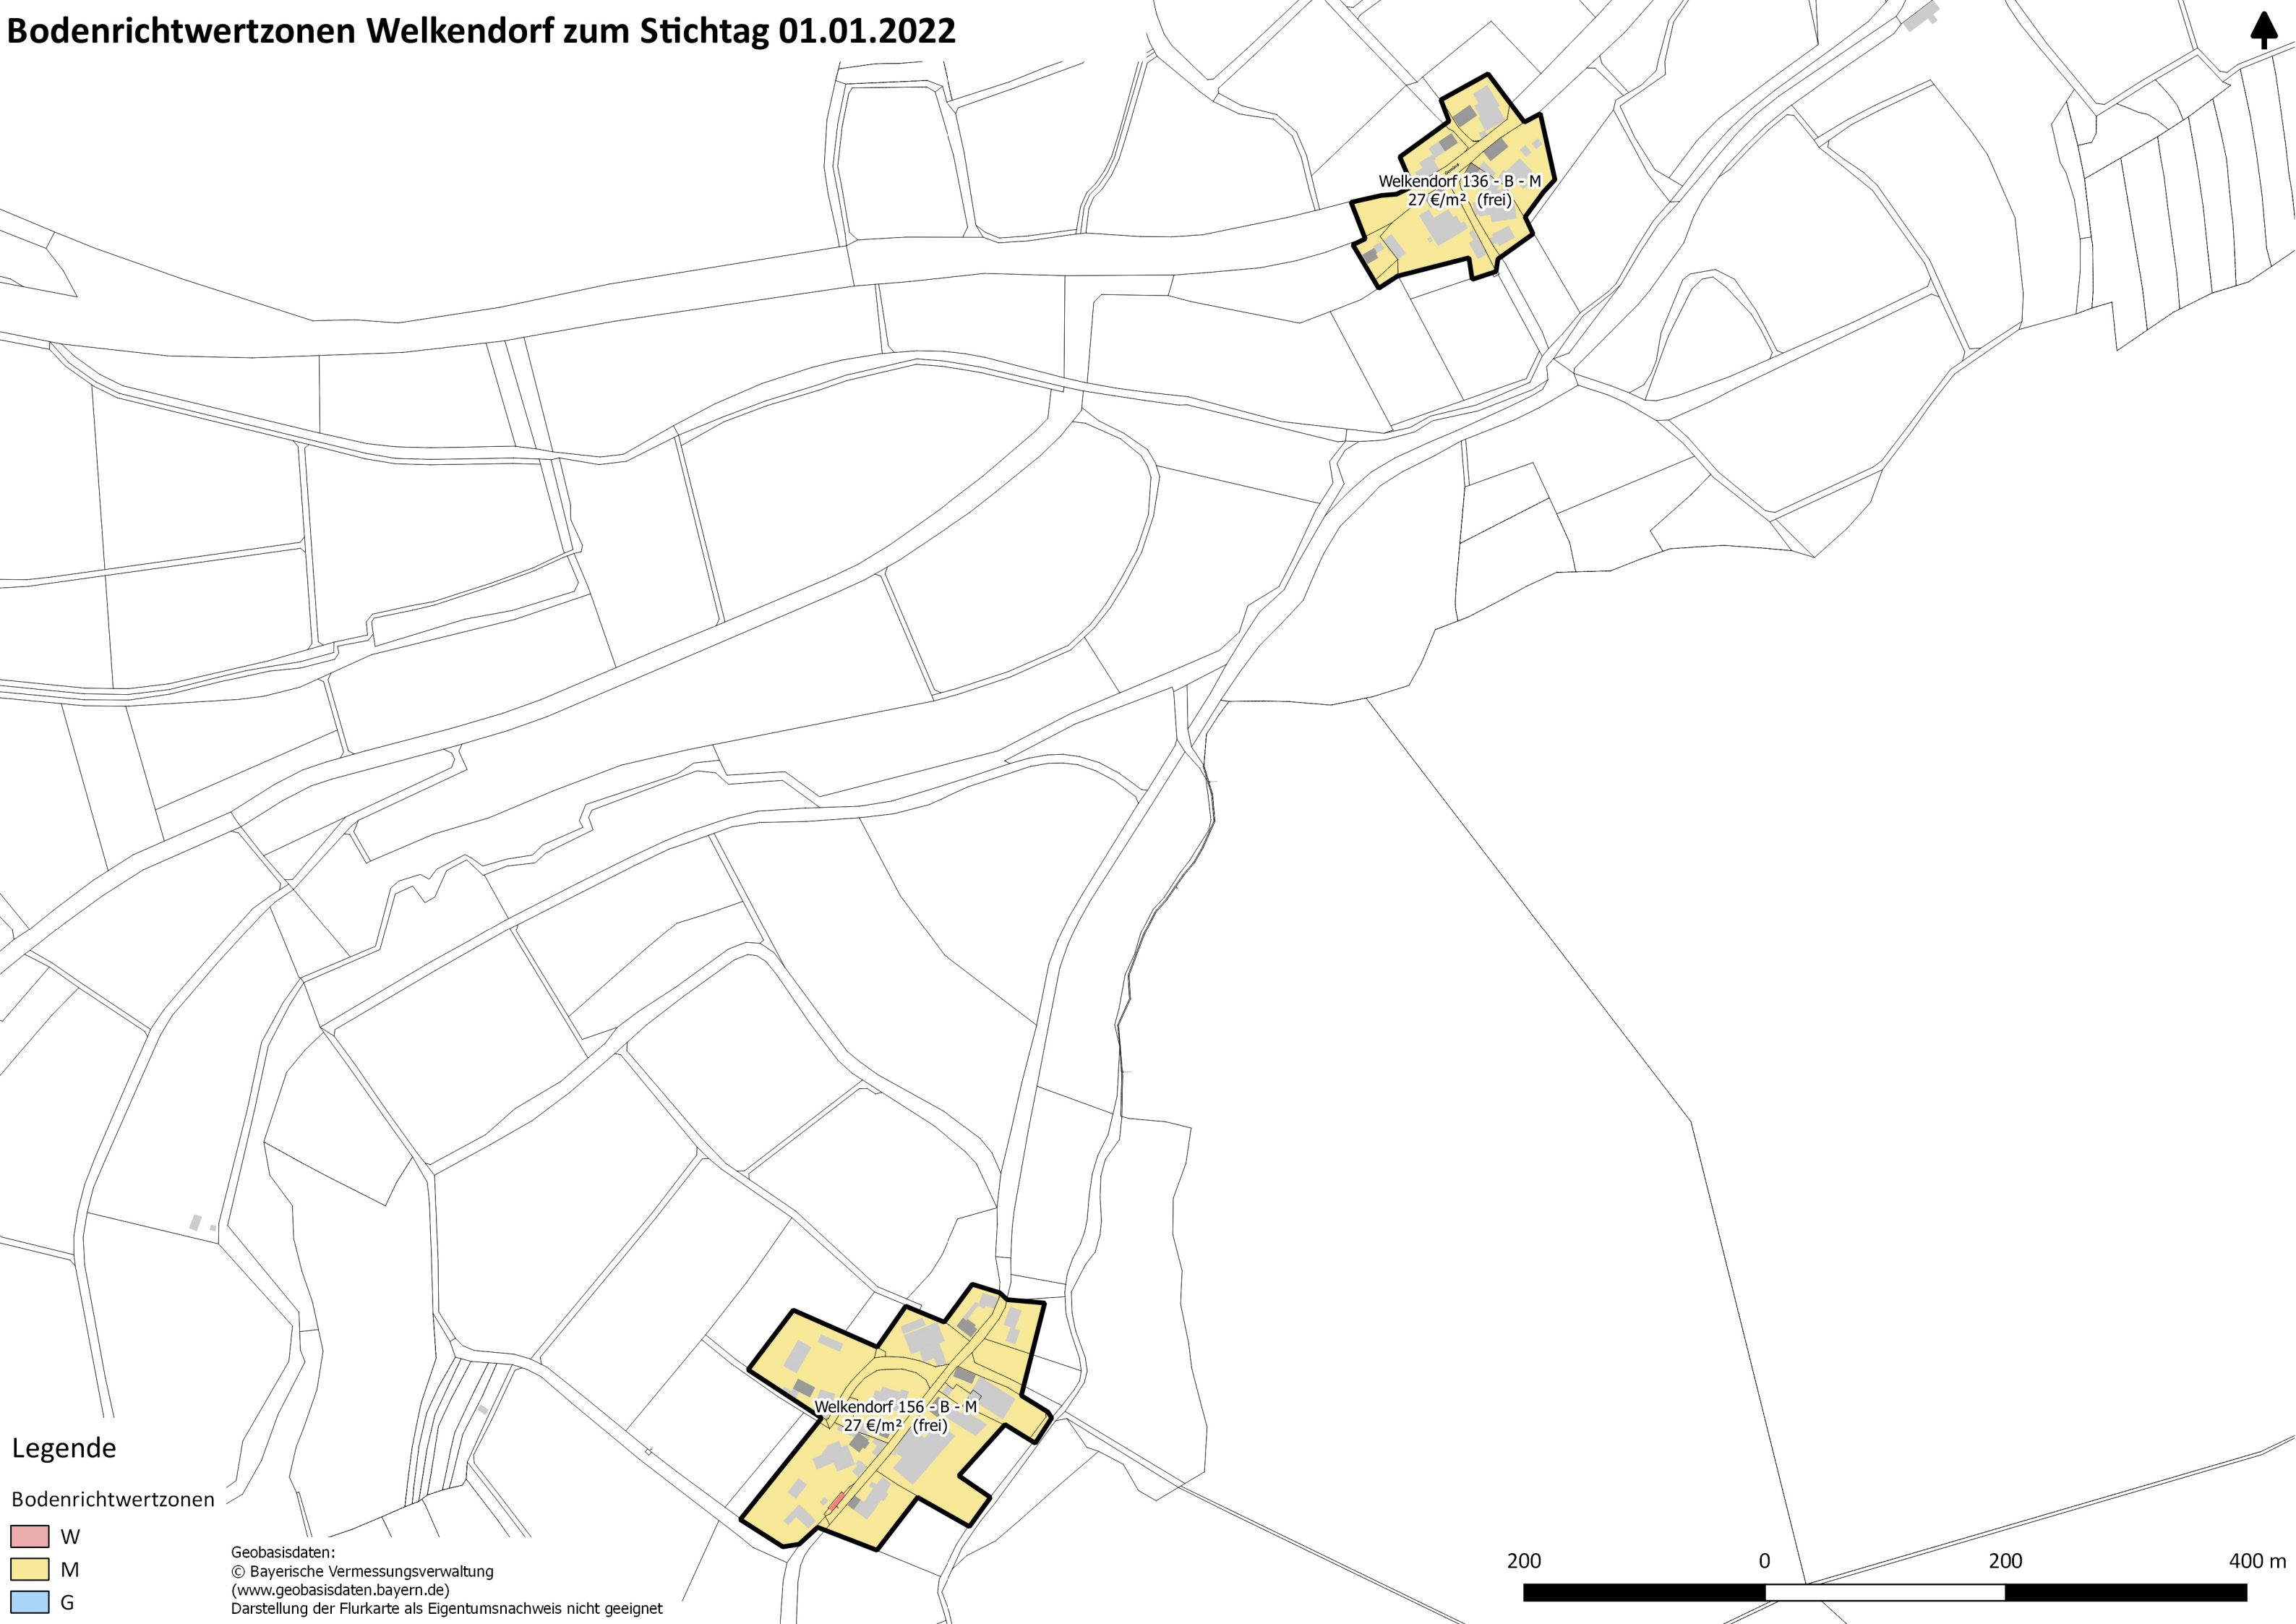 Bodenrichtwertzonen Welkendorf zum Stichtag 01.01.2022
Welkendorf 136 - B - M
27 €/m² (frei)
Welkendorf 156 - B - M
27 €/m² (frei)
Legende
Bodenrichtwertzonen
W
M
G
Geobasisdaten:
© Bayerische Vermessungsverwaltung
(www.geobasisdaten.bayern.de)
Darstellung der Flurkarte als Eigentumsnachweis nicht geeignet
200 0 200 400 m